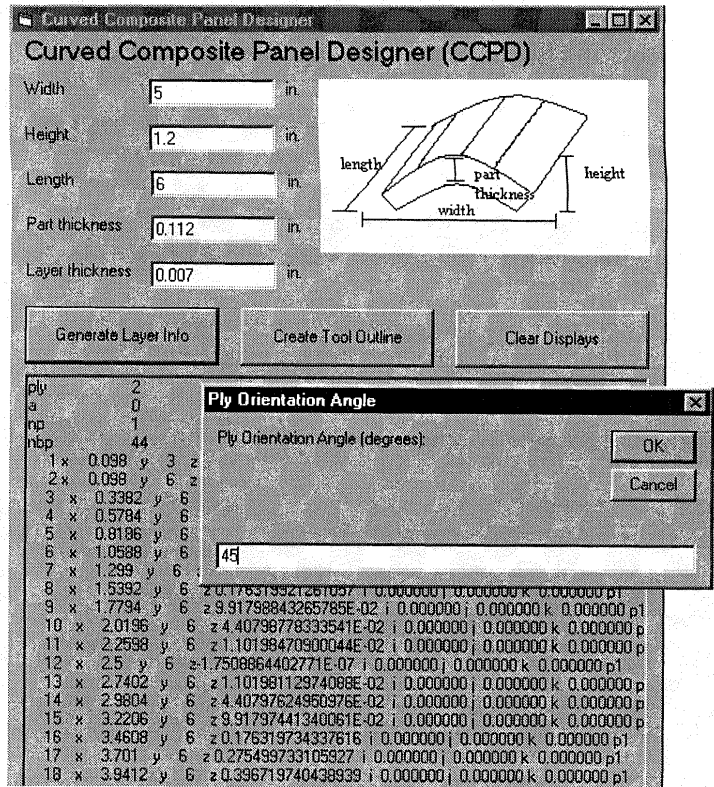 Curved Composite Panel Designer
Curved Composite Panel Designer (CCPD)
Width 5 in.
Height 1.2 in.
Length 6 in.
Part thickness 0.112 in.
Layer thickness 0.007 in.
length
part
thickness
width
height
Generate Layer Info Create Tool Outline Clear Displays
ply 2
a 0
np 1
nbp 44
1 x 0.098 y 3 z
2 x 0.098 y 6 z
3 x 0.3382 y 6
4 x 0.5784 y 6
5 x 0.8186 y 6
6 x 1.0588 y 6
7 x 1.299 y 6
8 x 1.5392 y 6 z 0.176319921261057 i 0.000000 j 0.000000 k 0.000000 p1
9 x 1.7794 y 6 z 9.91798843265785E-02 i 0.000000 j 0.000000 k 0.000000 p1
10 x 2.0196 y 6 z 4.40798778333541E-02 i 0.000000 j 0.000000 k 0.000000 p
11 x 2.2598 y 6 z 1.10198470900044E-02 i 0.000000 j 0.000000 k 0.000000 p
12 x 2.5 y 6 z-1.7508864402771E-07 i 0.000000 j 0.000000 k 0.000000 p1
13 x 2.7402 y 6 z 1.10198112974088E-02 i 0.000000 j 0.000000 k 0.000000 p
14 x 2.9804 y 6 z 4.40797624950976E-02 i 0.000000 j 0.000000 k 0.000000 p
15 x 3.2206 y 6 z 9.91797441340061E-02 i 0.000000 j 0.000000 k 0.000000 p
16 x 3.4608 y 6 z 0.176319734337616 i 0.000000 j 0.000000 k 0.000000 p1
17 x 3.701 y 6 z 0.275499733105927 i 0.000000 j 0.000000 k 0.000000 p1
18 x 3.9412 y 6 z 0.396719740438939 i 0.000000 j 0.000000 k 0.000000 p1
Ply Orientation Angle
Ply Orientation Angle (degrees):
OK
Cancel
45